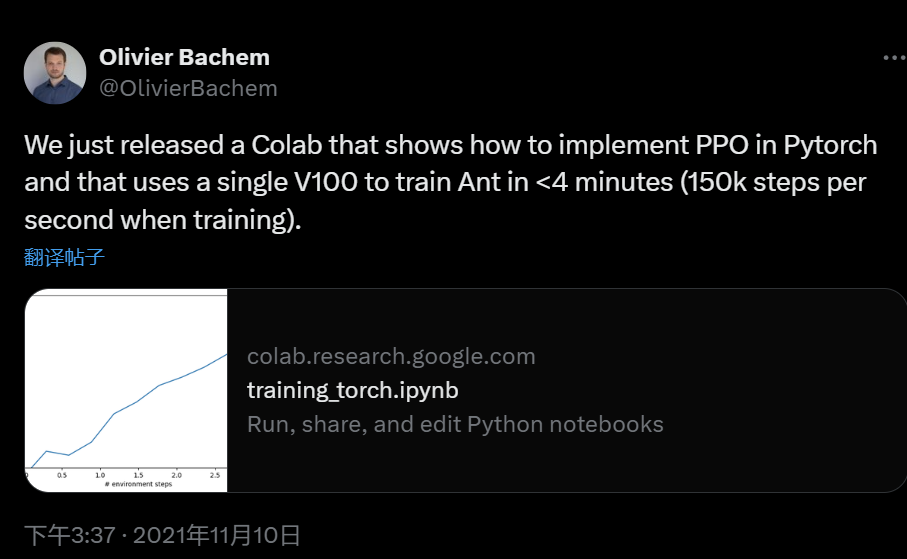 Olivier Bachem
@OlivierBachem
We just released a Colab that shows how to implement PPO in Pytorch
and that uses a single V100 to train Ant in <4 minutes (150k steps per
second when training).
翻译帖子
0.5 1.0 1.5 2.0 2.5
# environment steps
colab.research.google.com
training_torch.ipynb
Run, share, and edit Python notebooks
下午3:37 · 2021年11月10日